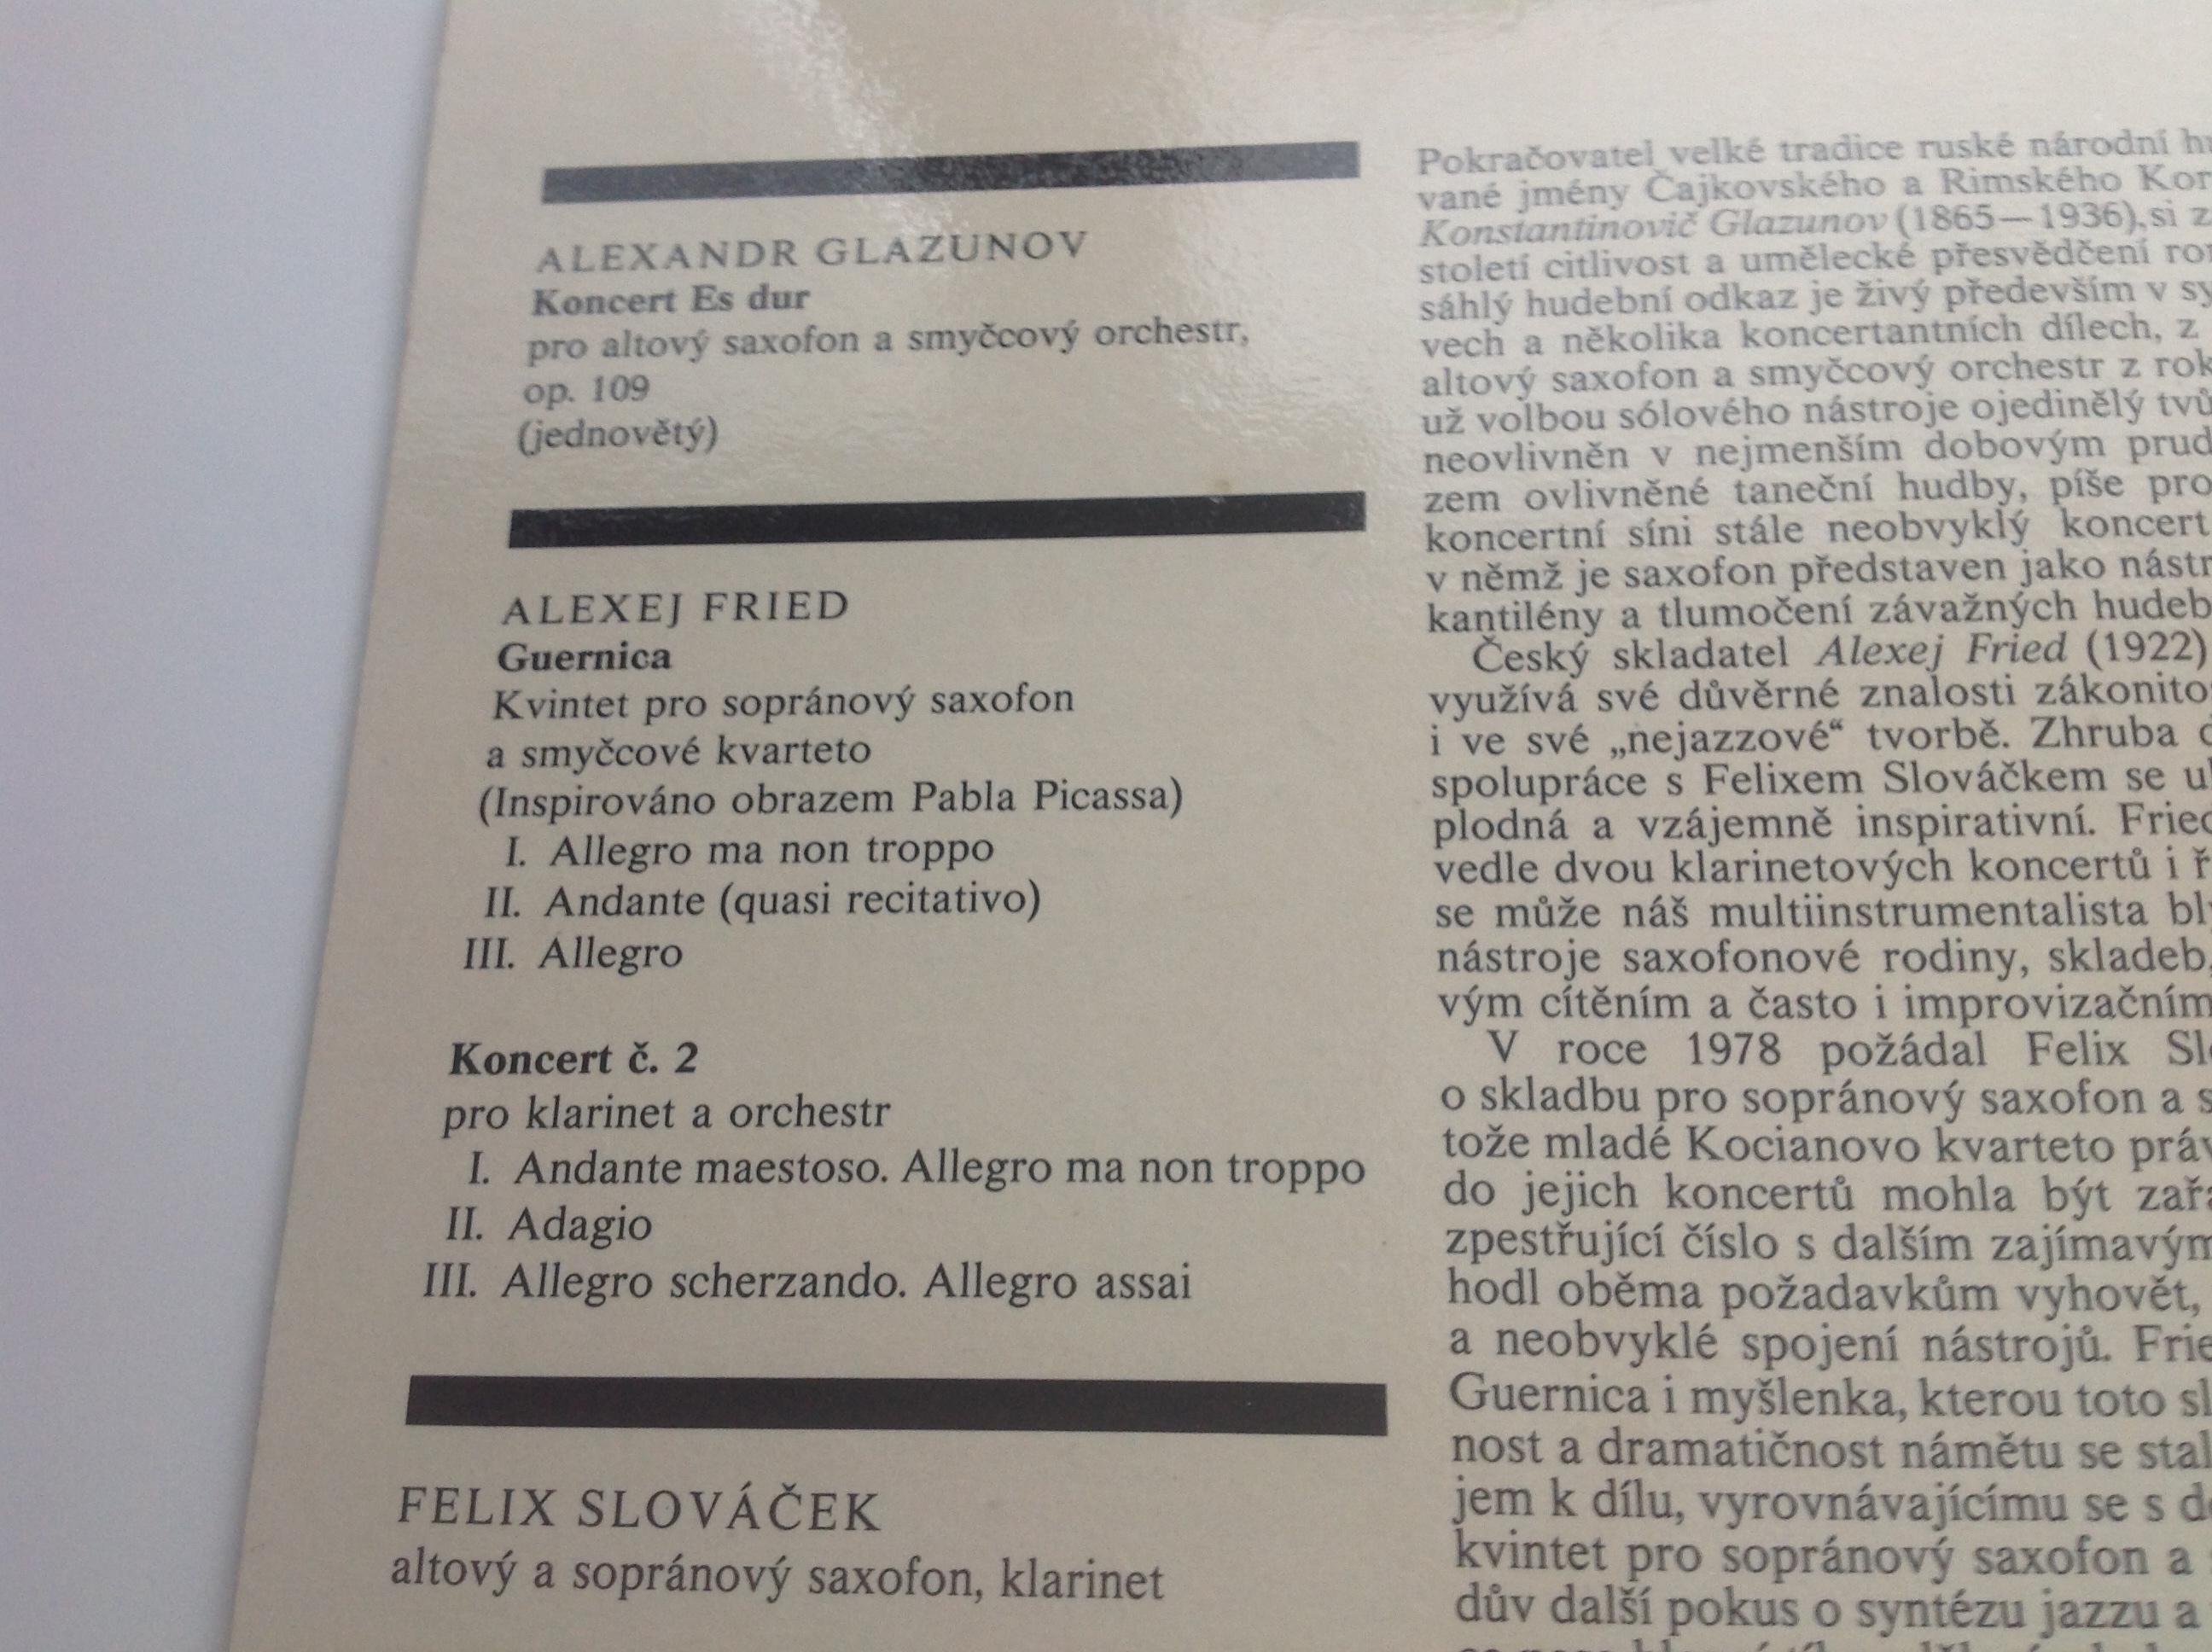 ALEXANDR GLAZUNOV
Koncert Es dur
pro altový saxofon a smyčcový orchestr,
op. 109
(jednovětý)
ALEXEJ FRIED
Guernica
Kvintet pro sopránový saxofon
a smyčcové kvarteto
(Inspirováno obrazem Pabla Picassa)
I. Allegro ma non troppo
II. Andante (quasi recitativo)
III. Allegro
Koncert č. 2
pro klarinet a orchestr
I. Andante maestoso. Allegro ma non troppo
II. Adagio
III. Allegro scherzando. Allegro assai
FELIX SLOVÁČEK
altový a sopránový saxofon, klarinet
Pokračovatel velké tradice ruské národní
vané jmény Čajkovského a Rimského
Konstantinovič Glazunov (1865—1936), si
století citlivost a umělecké přesvědčení
sáhlý hudební odkaz je živý především v
vech a několika koncertantních dílech, z
altový saxofon a smyčcový orchestr z
už volbou sólového nástroje ojedinělý
neovlivněn v nejmenším dobovým
zem ovlivněné taneční hudby, píše pro
koncertní síni stále neobvyklý koncert
v němž je saxofon představen jako
kantilény a tlumočení závažných
Český skladatel Alexej Fried (1922)
využívá své důvěrné znalosti
i ve své „nejazzové“ tvorbě. Zhruba
spolupráce s Felixem Slováčkem se
plodná a vzájemně inspirativní.
vedle dvou klarinetových koncertů i
se může náš multiinstrumentalista
nástroje saxofonové rodiny, skladeb,
vým cítěním a často i improvizačním
V roce 1978 požádal Felix
o skladbu pro sopránový saxofon a
tože mladé Kocianovo kvarteto
do jejich koncertů mohla být
zpestřující číslo s dalším zajímavým
hodl oběma požadavkům vyhovět,
a neobvyklé spojení nástrojů.
Guernica i myšlenka, kterou toto
nost a dramatičnost námětu se
jem k dílu, vyrovnávajícímu se s
kvintet pro sopránový saxofon a
dův další pokus o syntézu jazzu a